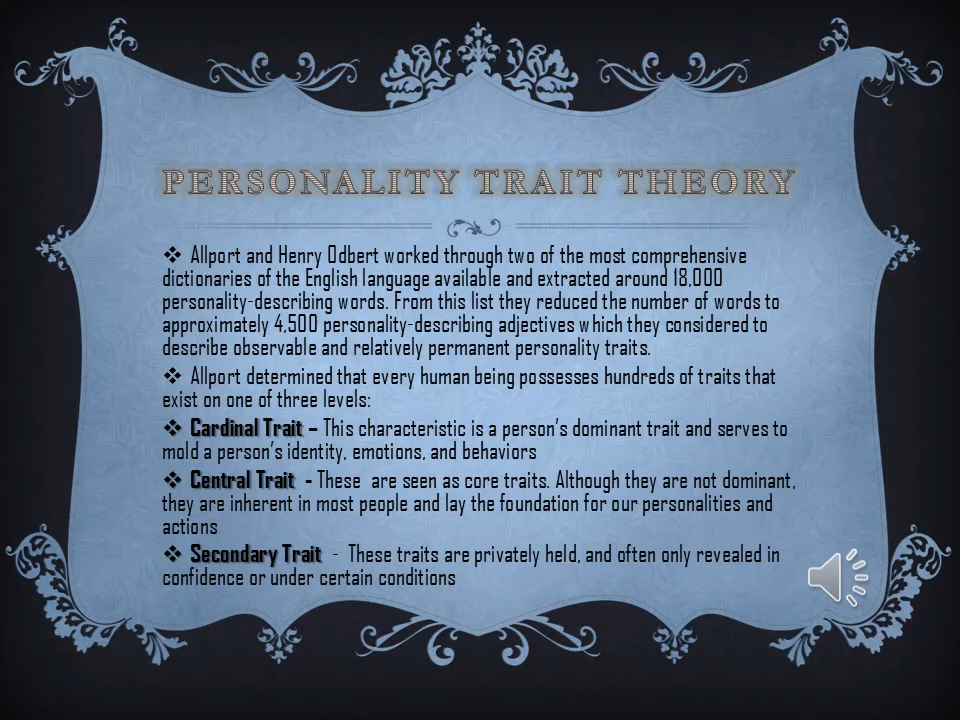 PERSONALITY TRAIT THEORY
❖ Allport and Henry Odbert worked through two of the most comprehensive
dictionaries of the English language available and extracted around 18,000
personality-describing words. From this list they reduced the number of words to
approximately 4,500 personality-describing adjectives which they considered to
describe observable and relatively permanent personality traits.
❖ Allport determined that every human being possesses hundreds of traits that
exist on one of three levels:
❖ Cardinal Trait – This characteristic is a person's dominant trait and serves to
mold a person's identity, emotions, and behaviors
❖ Central Trait - These are seen as core traits. Although they are not dominant,
they are inherent in most people and lay the foundation for our personalities and
actions
❖ Secondary Trait - These traits are privately held, and often only revealed in
confidence or under certain conditions